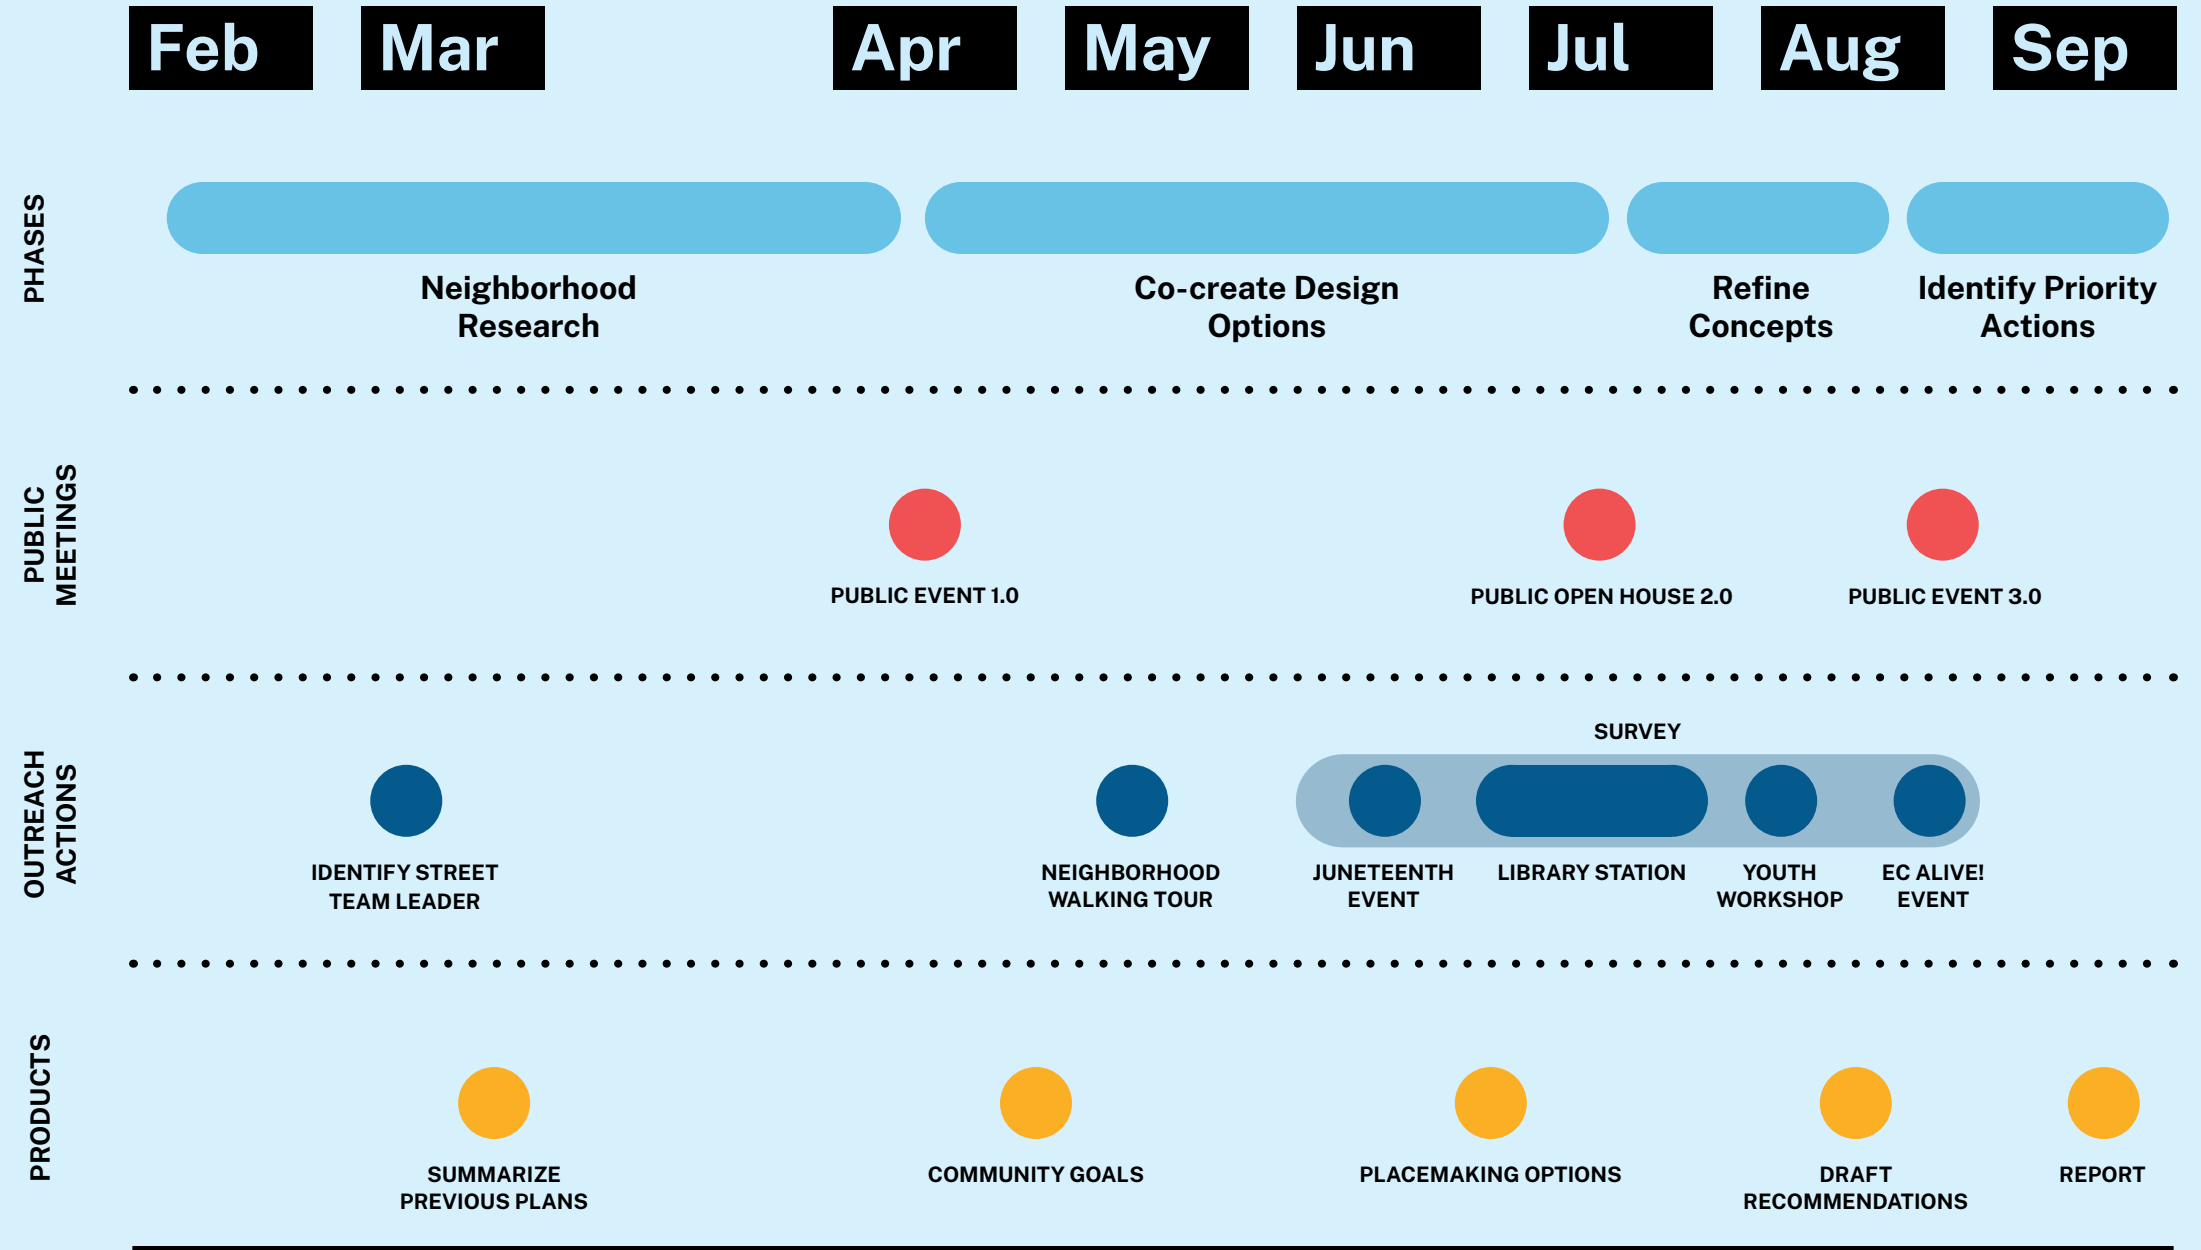 Feb
Mar
Apr
May
Jun
Jul
Aug
Sep
PHASES
Neighborhood
Research
Co-create Design
Options
Refine
Concepts
Identify Priority
Actions
PUBLIC
MEETINGS
PUBLIC EVENT 1.0
PUBLIC OPEN HOUSE 2.0
PUBLIC EVENT 3.0
OUTREACH
ACTIONS
SURVEY
IDENTIFY STREET
TEAM LEADER
NEIGHBORHOOD
WALKING TOUR
JUNETEENTH
EVENT
LIBRARY STATION
YOUTH
WORKSHOP
EC ALIVE!
EVENT
PRODUCTS
SUMMARIZE
PREVIOUS PLANS
COMMUNITY GOALS
PLACEMAKING OPTIONS
DRAFT
RECOMMENDATIONS
REPORT